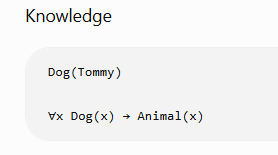 Knowledge
Dog(Tommy)
∀x Dog(x) → Animal(x)